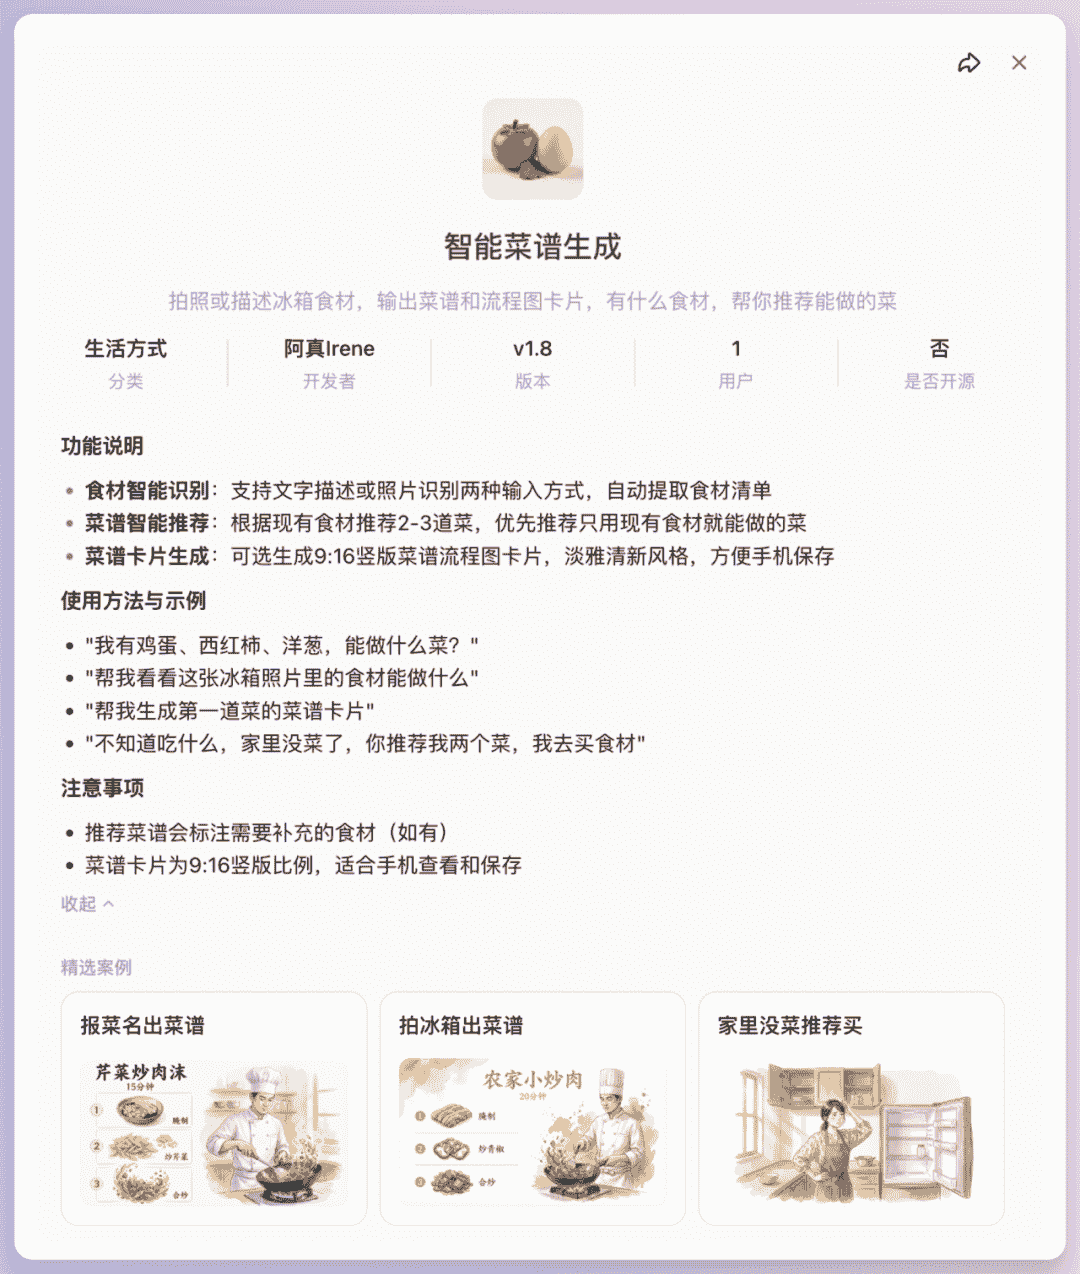 智能菜谱生成
拍照或描述冰箱食材，输出菜谱和流程图卡片，有什么食材，帮你推荐能做的菜
生活方式
分类
阿真Irene
开发者
v1.8
版本
1
用户
否
是否开源
功能说明
食材智能识别：支持文字描述或照片识别两种输入方式，自动提取食材清单
菜谱智能推荐：根据现有食材推荐2-3道菜，优先推荐只用现有食材就能做的菜
菜谱卡片生成：可选生成9:16竖版菜谱流程图卡片，淡雅清新风格，方便手机保存
使用方法与示例
"我有鸡蛋、西红柿、洋葱，能做什么菜？"
"帮我看看这张冰箱照片里的食材能做什么"
"帮我生成第一道菜的菜谱卡片"
"不知道吃什么，家里没菜了，你推荐我两个菜，我去买食材"
注意事项
推荐菜谱会标注需要补充的食材（如有）
菜谱卡片为9:16竖版比例，适合手机查看和保存
收起
精选案例
报菜名出菜谱
芹菜炒肉沫
15分钟
1
腌制
2
炒芹菜
3
合炒
拍冰箱出菜谱
农家小炒肉
20分钟
1
腌制
2
炒青椒
3
合炒
家里没菜推荐买